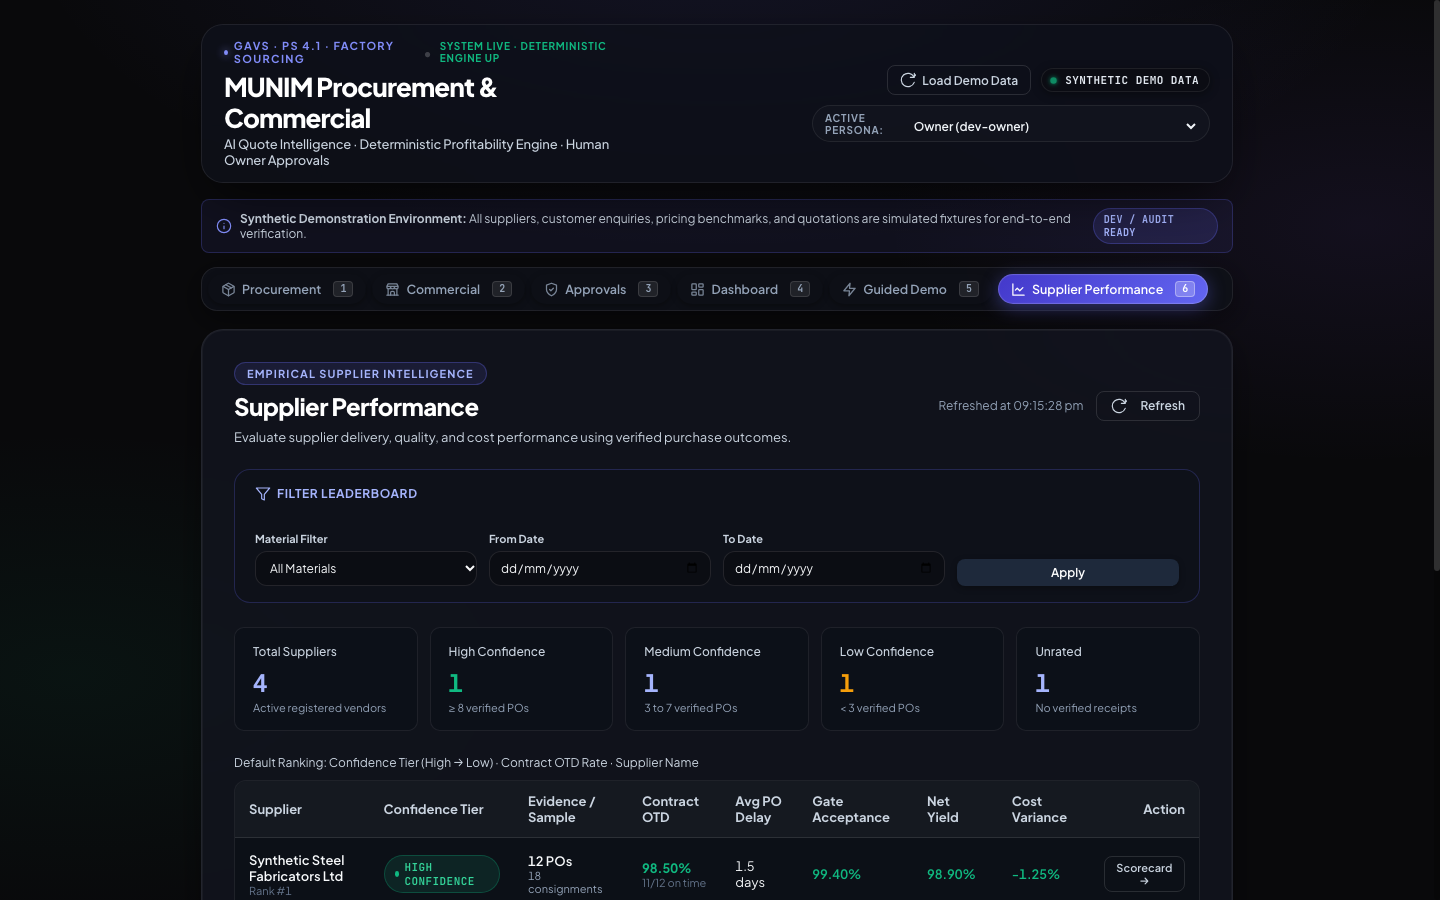 GAVS · PS 4.1 · FACTORY
SOURCING
SYSTEM LIVE · DETERMINISTIC
ENGINE UP
MUNIM Procurement &
Commercial
AI Quote Intelligence · Deterministic Profitability Engine · Human
Owner Approvals
Load Demo Data
SYNTHETIC DEMO DATA
ACTIVE
PERSONA:
Owner (dev-owner)
Synthetic Demonstration Environment: All suppliers, customer enquiries, pricing benchmarks, and quotations are simulated fixtures for end-to-end
verification.
DEV / AUDIT
READY
Procurement 1
Commercial 2
Approvals 3
Dashboard 4
Guided Demo 5
Supplier Performance 6
EMPIRICAL SUPPLIER INTELLIGENCE
Supplier Performance
Refreshed at 09:15:28 pm
Refresh
Evaluate supplier delivery, quality, and cost performance using verified purchase outcomes.
FILTER LEADERBOARD
Material Filter
From Date
To Date
All Materials
dd/mm/yyyy
dd/mm/yyyy
Apply
Total Suppliers
4
Active registered vendors
High Confidence
1
≥ 8 verified POs
Medium Confidence
1
3 to 7 verified POs
Low Confidence
1
< 3 verified POs
Unrated
1
No verified receipts
Default Ranking: Confidence Tier (High → Low) · Contract OTD Rate · Supplier Name
Supplier
Confidence Tier
Evidence /
Sample
Contract
OTD
Avg PO
Delay
Gate
Acceptance
Net
Yield
Cost
Variance
Action
Synthetic Steel
Fabricators Ltd
Rank #1
HIGH
CONFIDENCE
12 POs
18
consignments
98.50%
11/12 on time
1.5
days
99.40%
98.90%
-1.25%
Scorecard
→